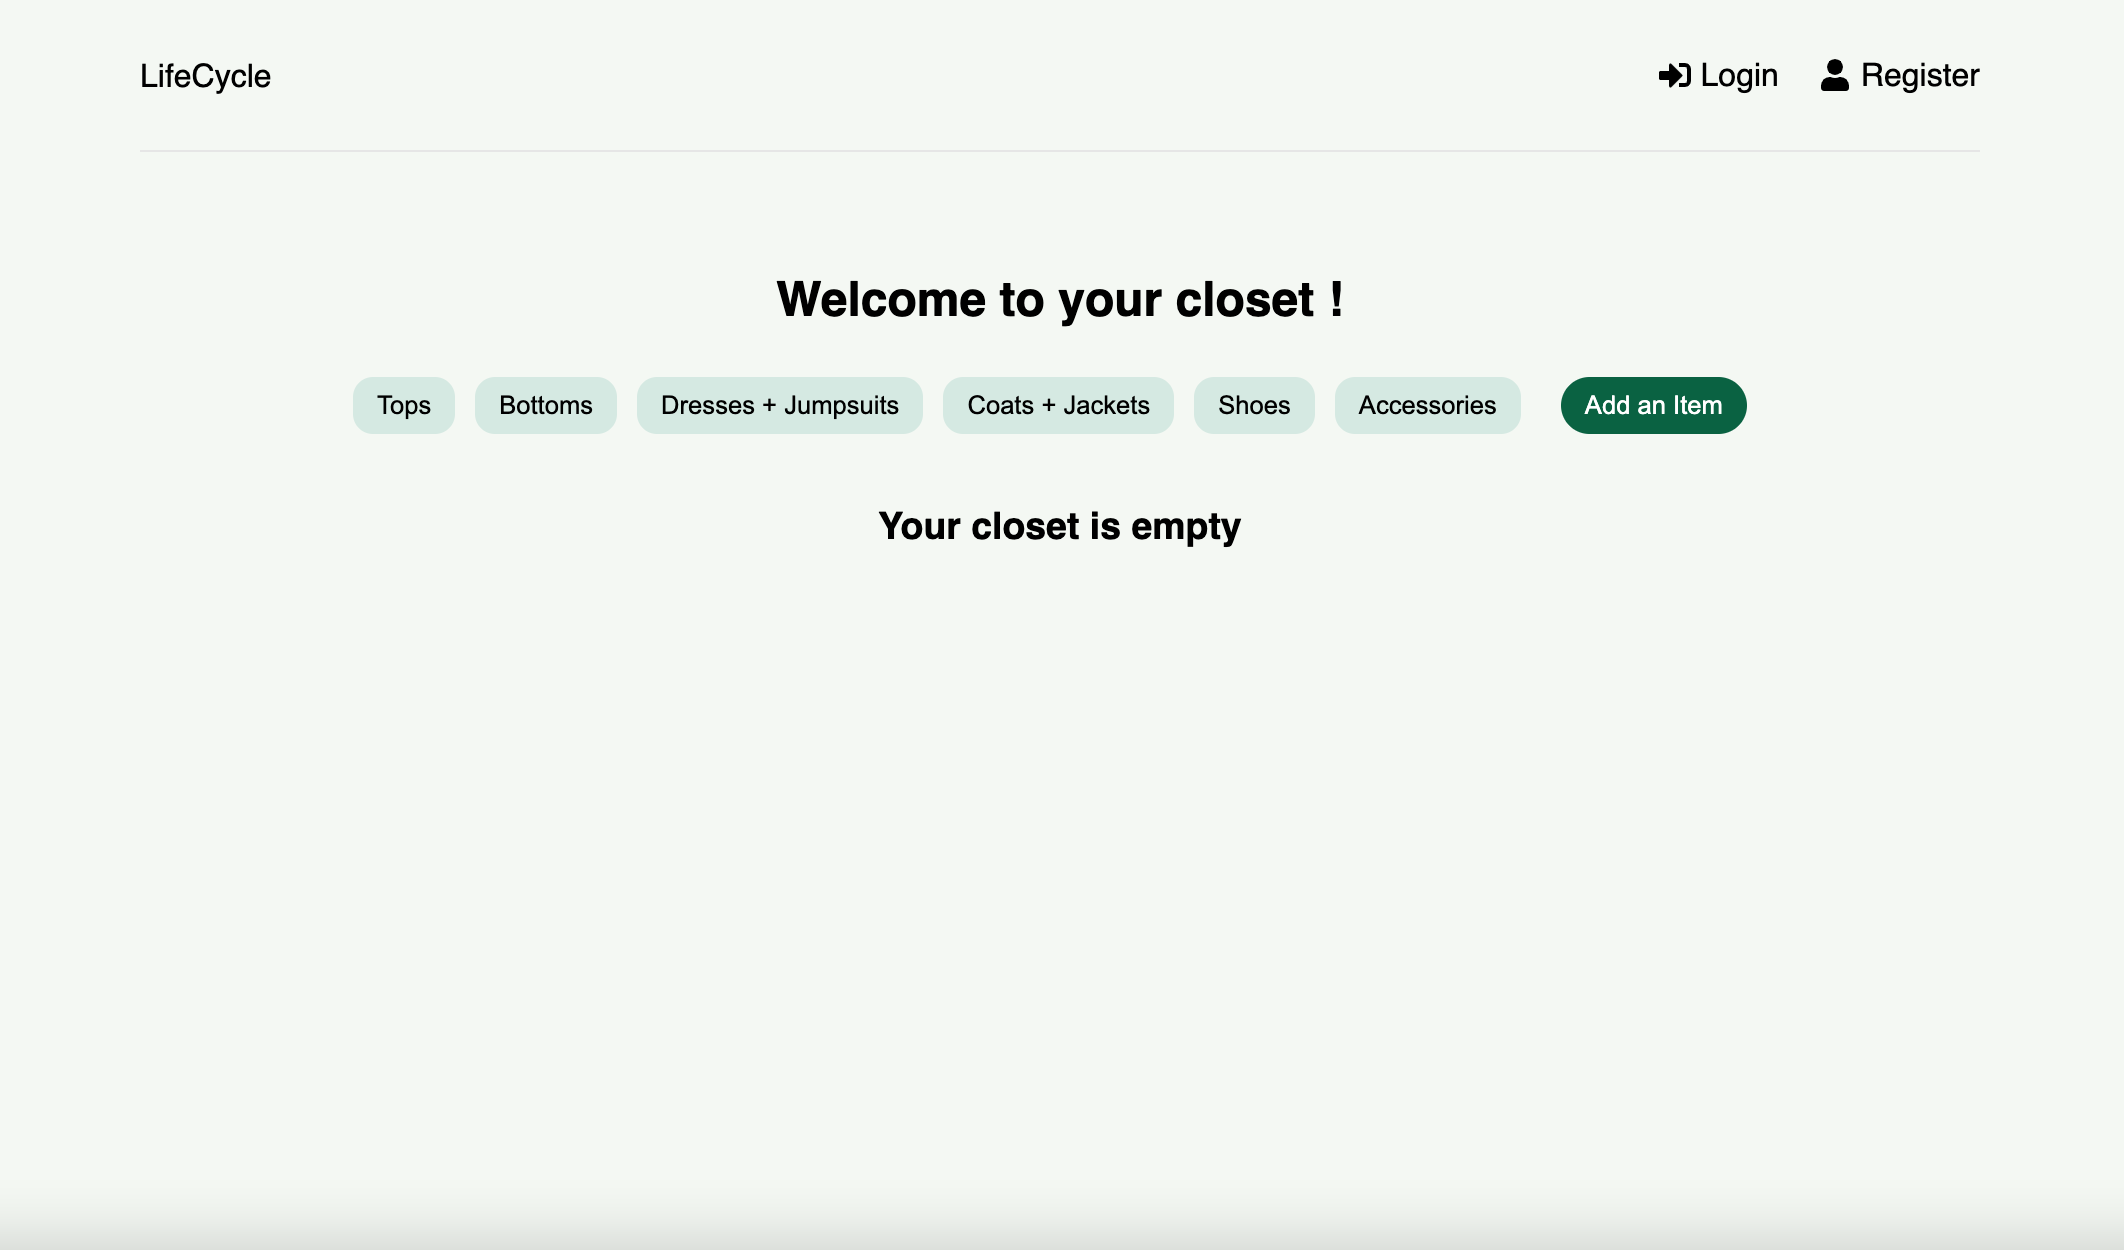 LifeCycle Login Register
Welcome to your closet !
Tops Bottoms Dresses + Jumpsuits Coats + Jackets Shoes Accessories Add an Item
Your closet is empty